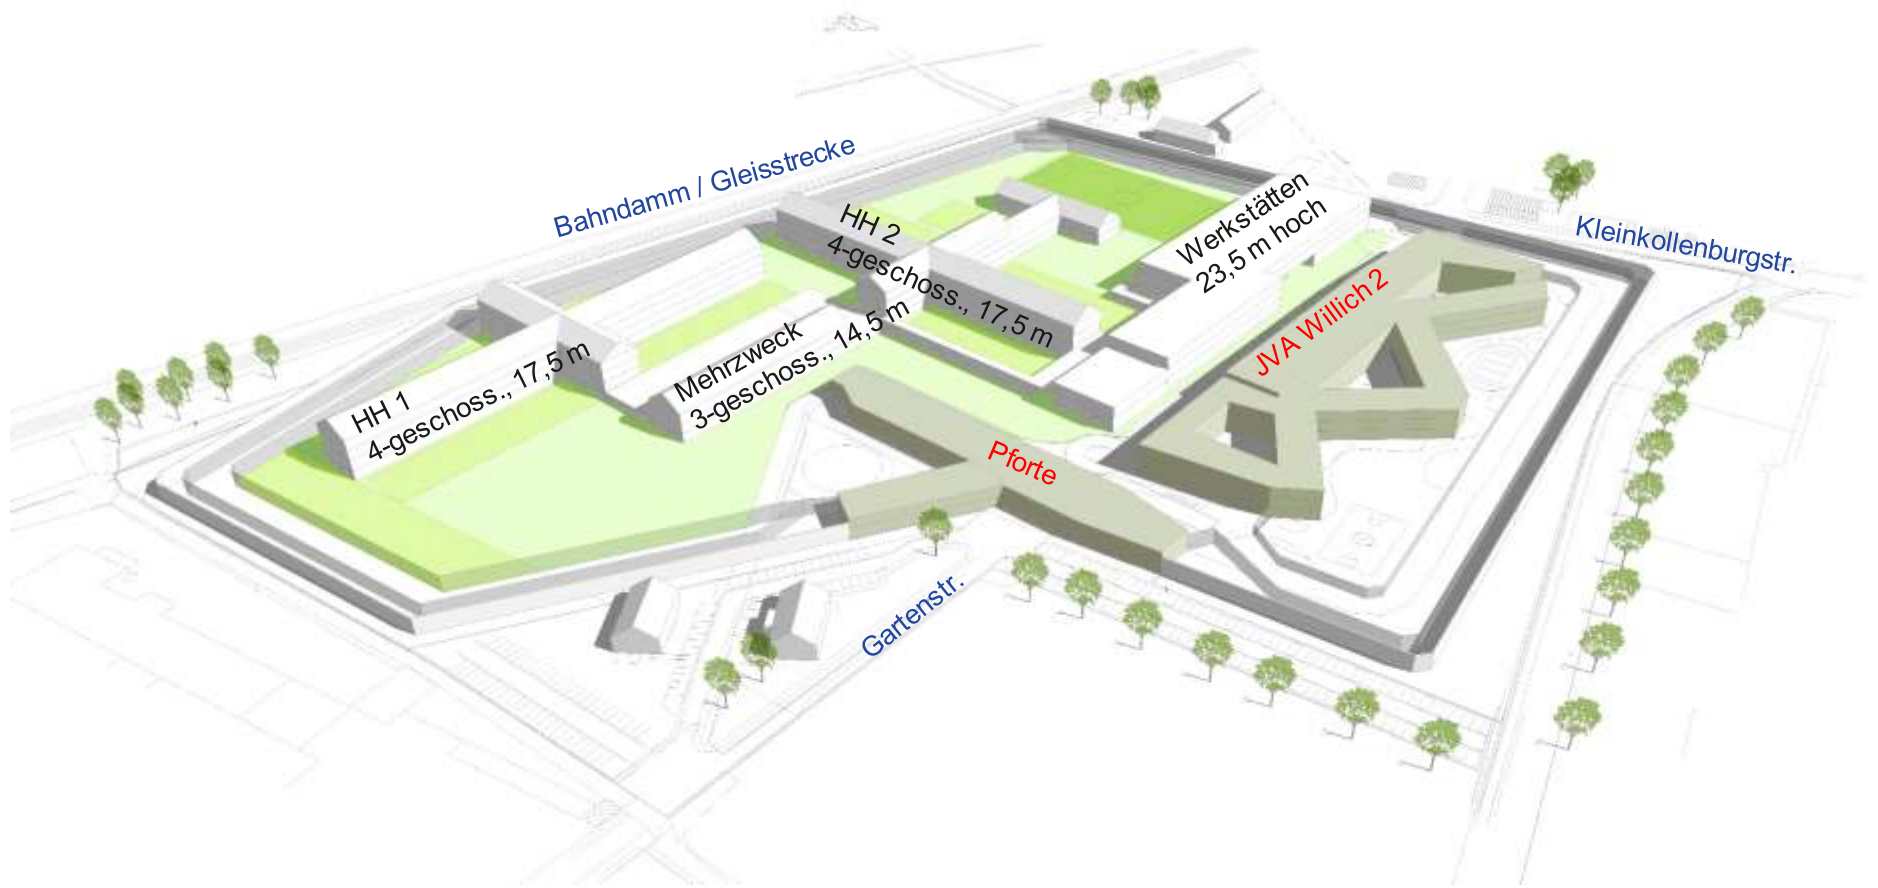 Bahndamm / Gleisstrecke
HH 2
4-geschoss., 17,5 m
Werkstätten
23,5 m hoch
Kleinkollenburgstr.
JVA Willich 2
HH 1
4-geschoss., 17,5 m
Mehrzweck
3-geschoss., 14,5 m
Pforte
Gartenstr.